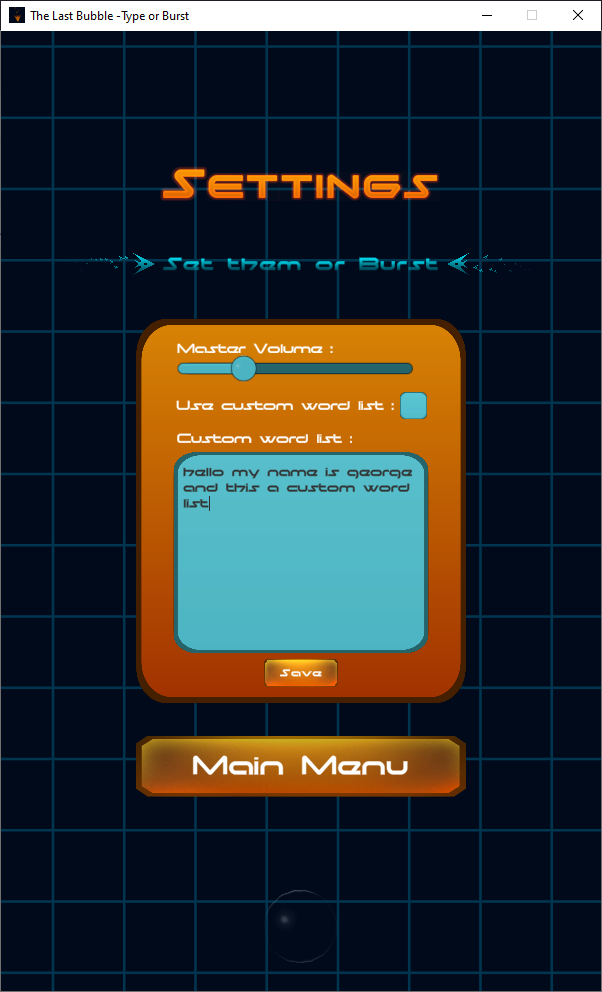 The Last Bubble -Type or Burst
Settings
Set them or Burst
Master Volume :
Use custom word list :
Custom word list :
hello my name is george
and this a custom word
list
Save
Main Menu